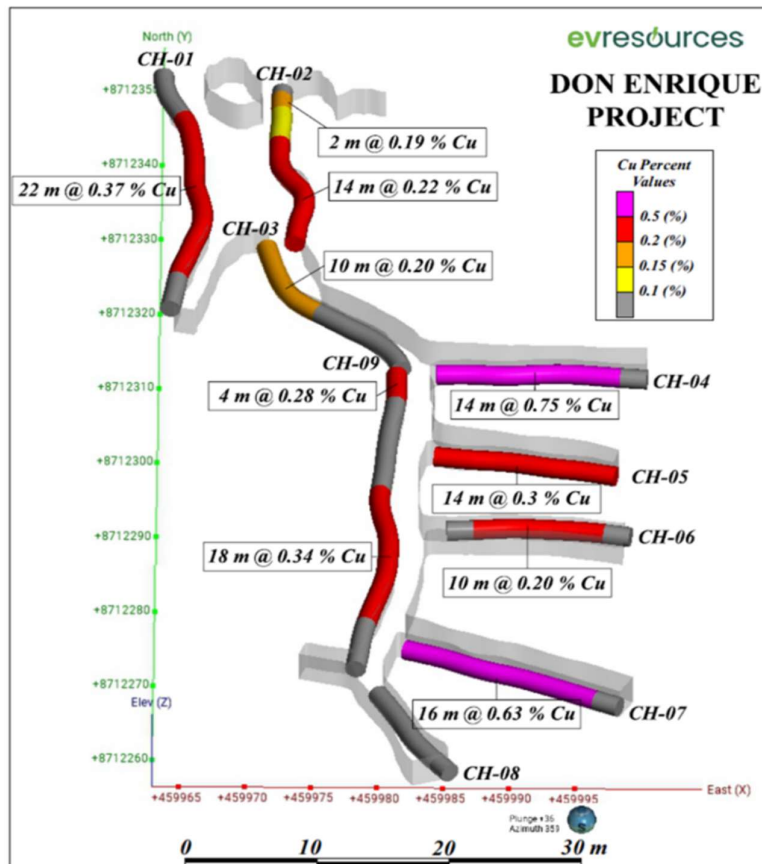 North (Y)
evresources
CH-01
CH-02
DON ENRIQUE
PROJECT
+8712350
2 m @ 0.19 % Cu
Cu Percent
Values
0.5 (%)
0.2 (%)
0.15 (%)
0.1 (%)
+8712340
22 m @ 0.37 % Cu
14 m @ 0.22 % Cu
+8712330
CH-03
10 m @ 0.20 % Cu
+8712320
CH-09
CH-04
+8712310
4 m @ 0.28 % Cu
14 m @ 0.75 % Cu
+8712300
CH-05
14 m @ 0.3 % Cu
+8712290
CH-06
18 m @ 0.34 % Cu
10 m @ 0.20 % Cu
+8712280
+8712270
Elev (Z)
CH-07
16 m @ 0.63 % Cu
+8712260
CH-08
East (X)
+459965
+459970
+459975
+459980
+459985
+459990
+459995
Plunge +36
Azimuth 359
S
0
10
20
30 m